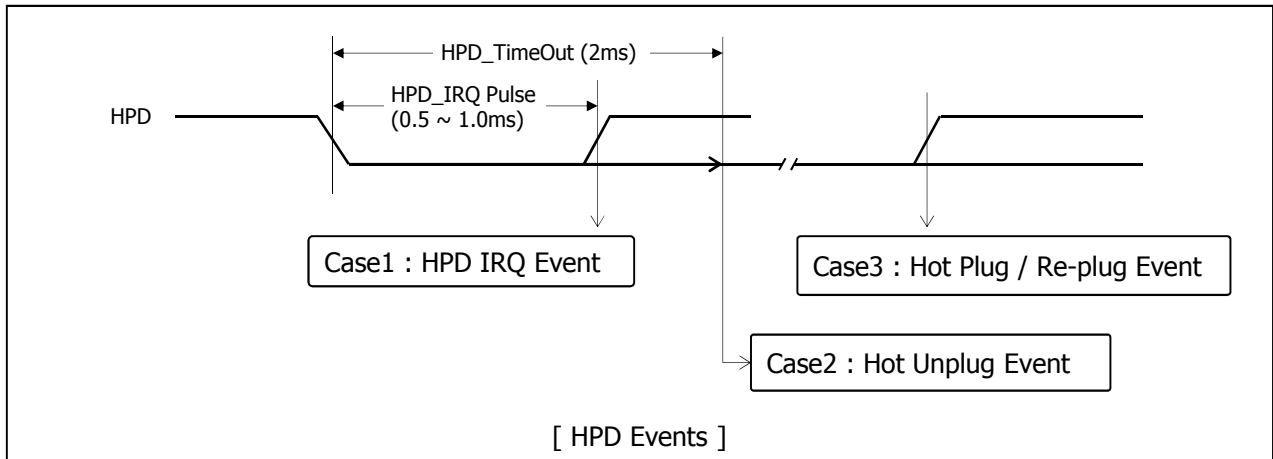 HPD_TimeOut (2ms)
HPD_IRQ Pulse
(0.5 ~ 1.0ms)
HPD
Case1 : HPD IRQ Event
Case3 : Hot Plug / Re-plug Event
Case2 : Hot Unplug Event
[ HPD Events ]